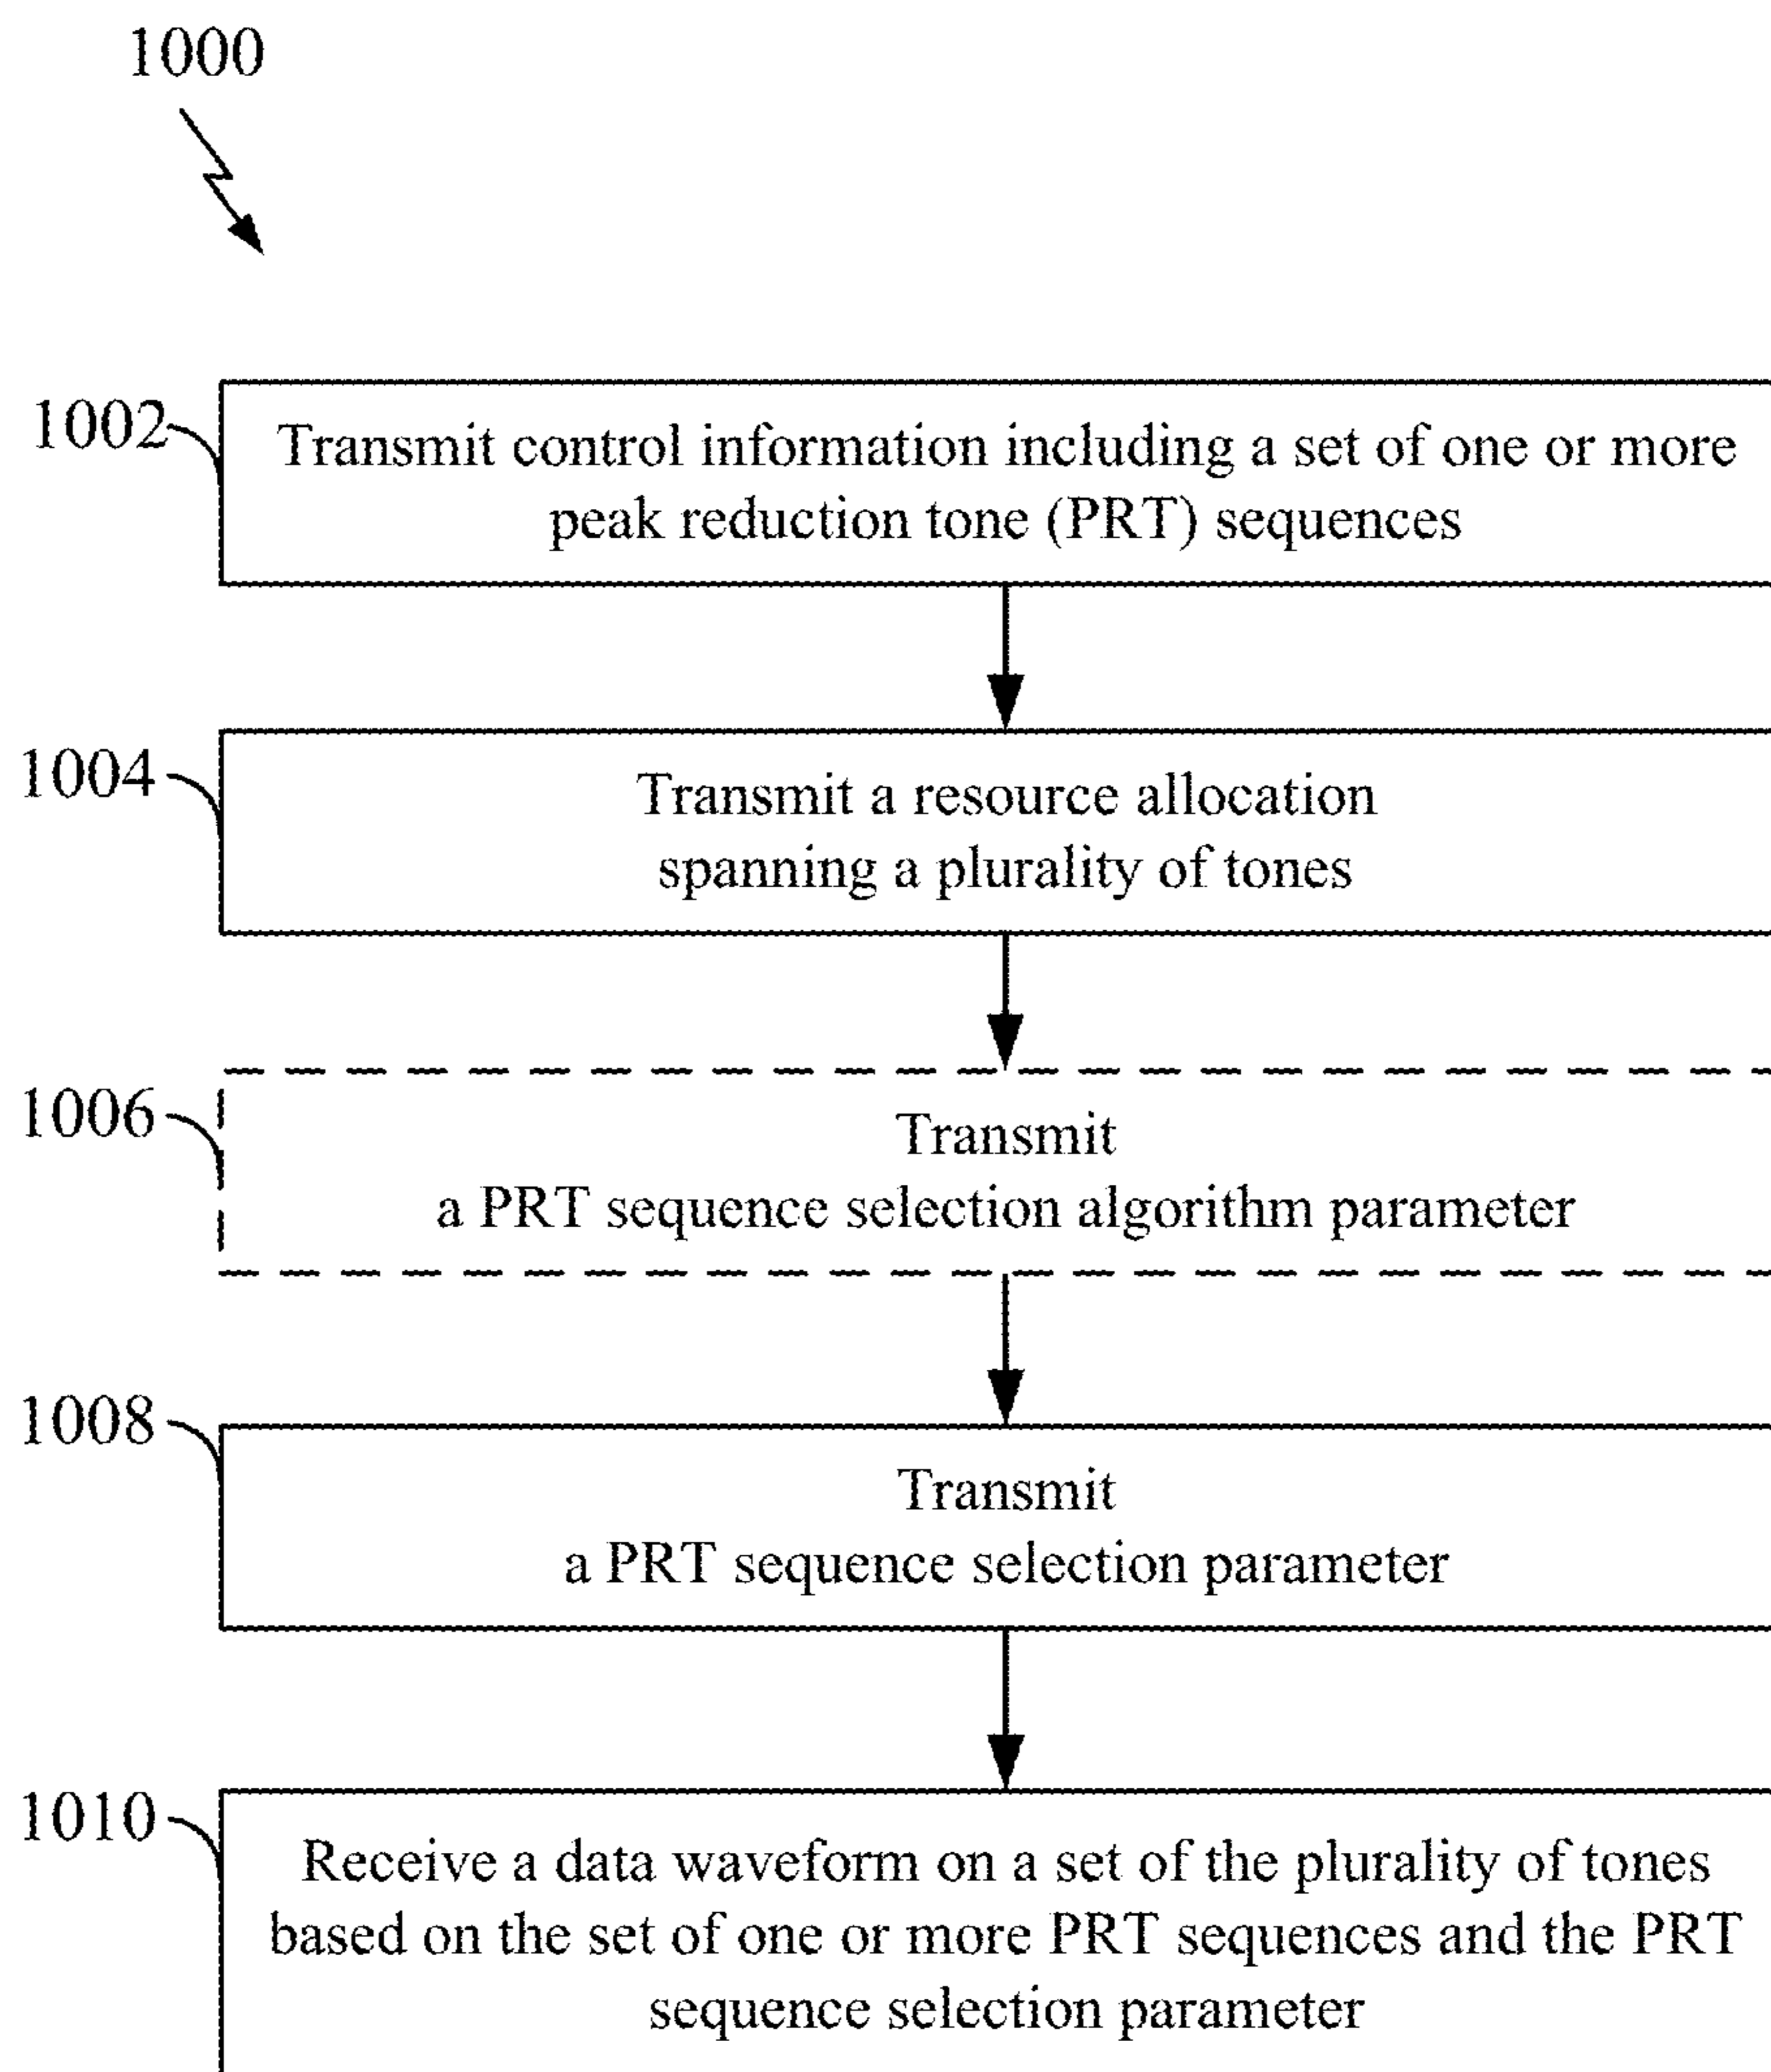 1000
1002
Transmit control information including a set of one or more
peak reduction tone (PRT) sequences
1004
Transmit a resource allocation
spanning a plurality of tones
1006
Transmit
a PRT sequence selection algorithm parameter
1008
Transmit
a PRT sequence selection parameter
1010
Receive a data waveform on a set of the plurality of tones
based on the set of one or more PRT sequences and the PRT
sequence selection parameter